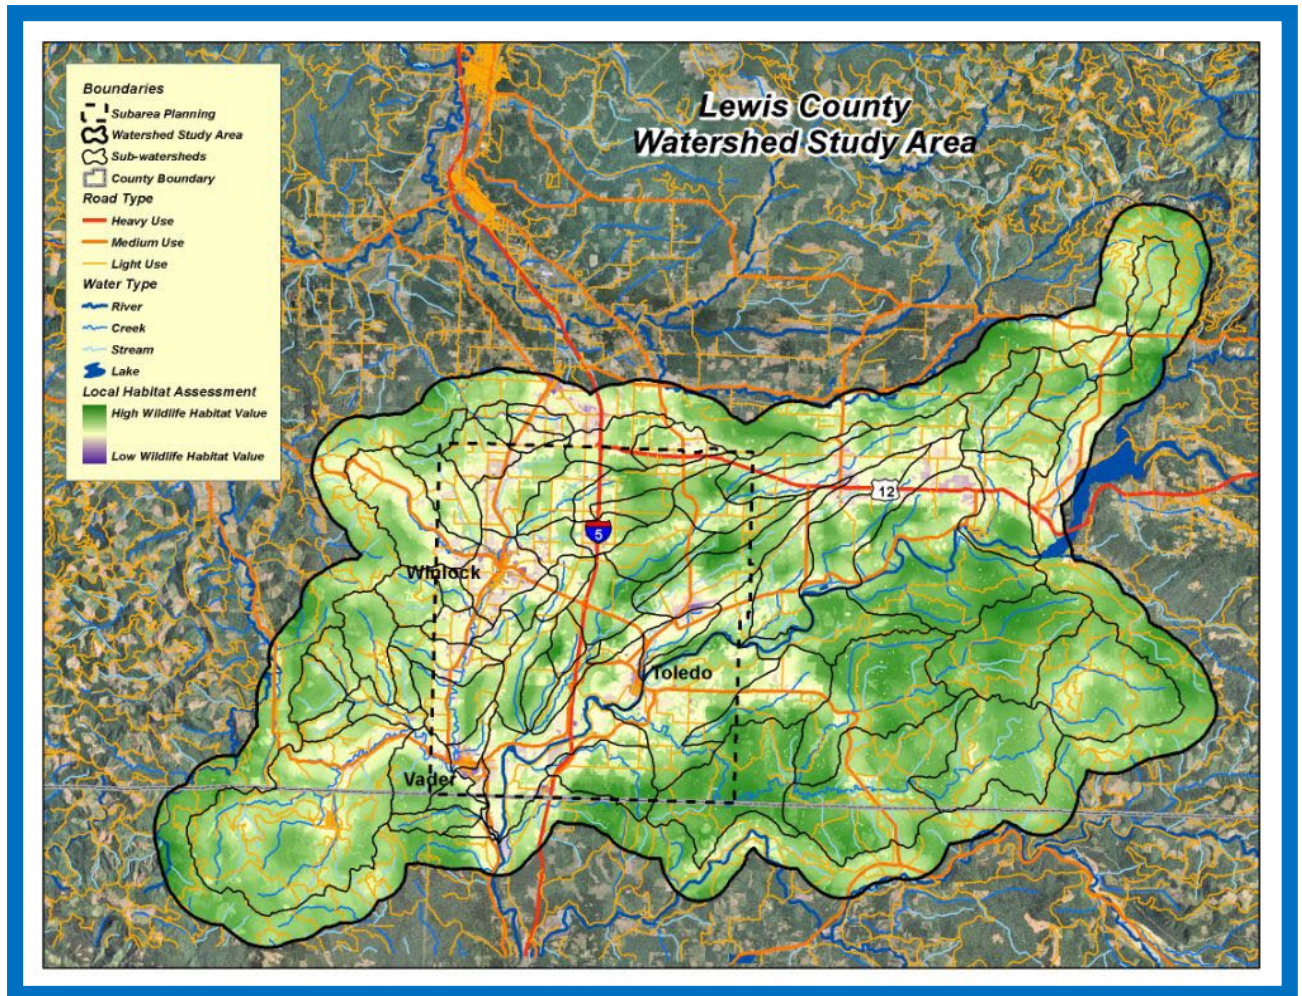 Lewis County
Watershed Study Area
Boundaries
Subarea Planning
Watershed Study Area
Sub-watersheds
County Boundary
Road Type
Heavy Use
Medium Use
Light Use
Water Type
River
Creek
Stream
Lake
Local Habitat Assessment
High Wildlife Habitat Value
Low Wildlife Habitat Value
12
5
Winlock
Toledo
Vader